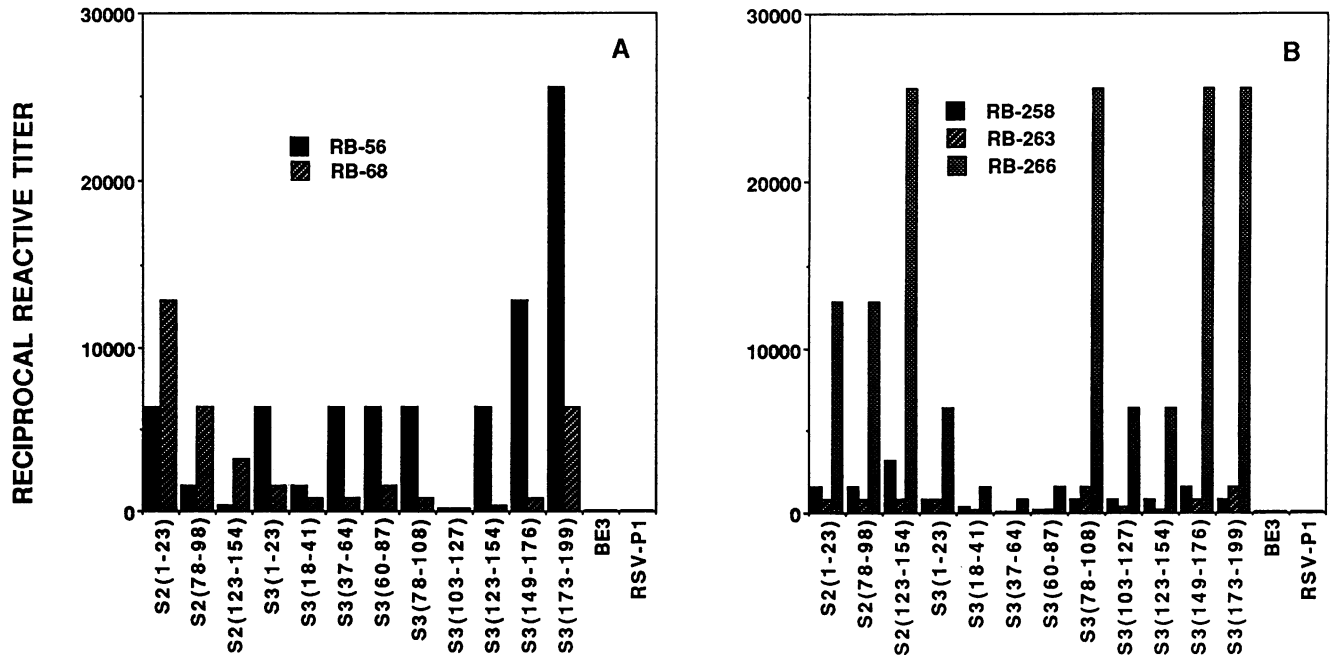 RECIPROCAL REACTIVE TITER
30000
20000
10000
0
A
RB-56
RB-68
S2(1-23)
S2(78-98)
S2(123-154)
S3(1-23)
S3(18-41)
S3(37-64)
S3(60-87)
S3(78-108)
S3(103-127)
S3(123-154)
S3(149-176)
S3(173-199)
BE3
RSV-P1
30000
20000
10000
0
B
RB-258
RB-263
RB-266
S2(1-23)
S2(78-98)
S2(123-154)
S3(1-23)
S3(18-41)
S3(37-64)
S3(60-87)
S3(78-108)
S3(103-127)
S3(123-154)
S3(149-176)
S3(173-199)
BE3
RSV-P1